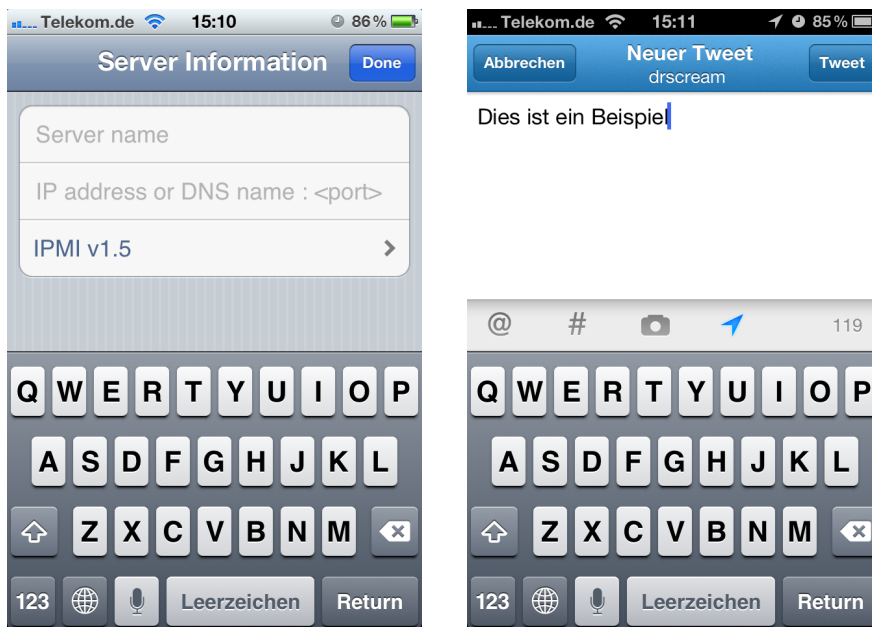 Telekom.de 15:10 86%
Server Information Done
Server name
IP address or DNS name : <port>
IPMI v1.5
Q W E R T Y U I O P
A S D F G H J K L
Z X C V B N M
123 Leerzeichen Return
Telekom.de 15:11 85%
Abbrechen Neuer Tweet Tweet
drscream
Dies ist ein Beispiel
@ # 119
Q W E R T Y U I O P
A S D F G H J K L
Z X C V B N M
123 Leerzeichen Return